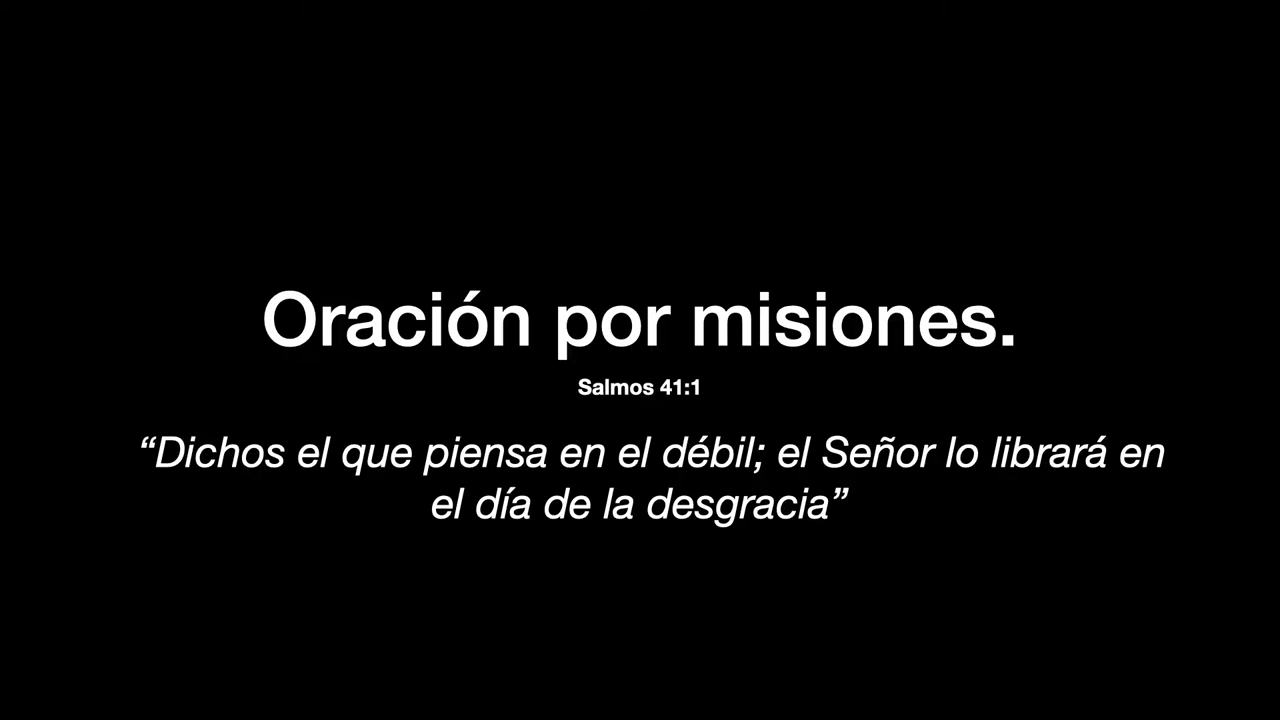 Oración por misiones.
Salmos 41:1
“Dichos el que piensa en el débil; el Señor lo librará en
el día de la desgracia”